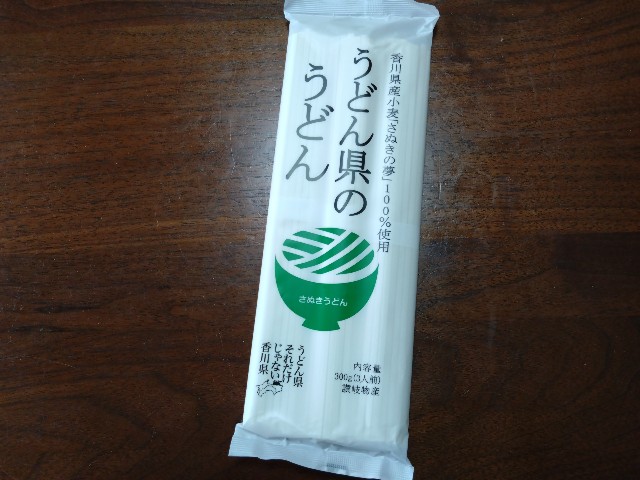 香川県産小麦「さぬきの夢」100%使用
うどん県の
うどん
さぬきうどん
うどん県
それだけ
じゃない
香川県
内容量
300g(3人前)
讃岐物産